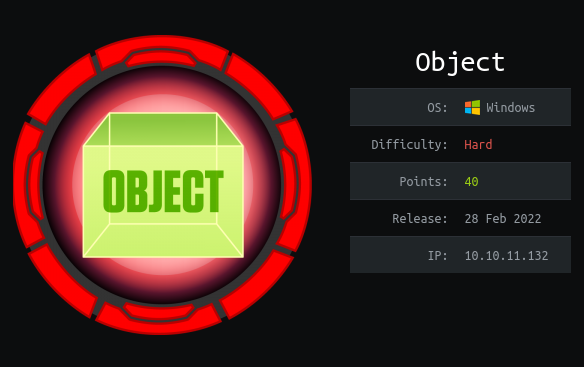 OBJECT
Object
OS: Windows
Difficulty: Hard
Points: 40
Release: 28 Feb 2022
IP: 10.10.11.132